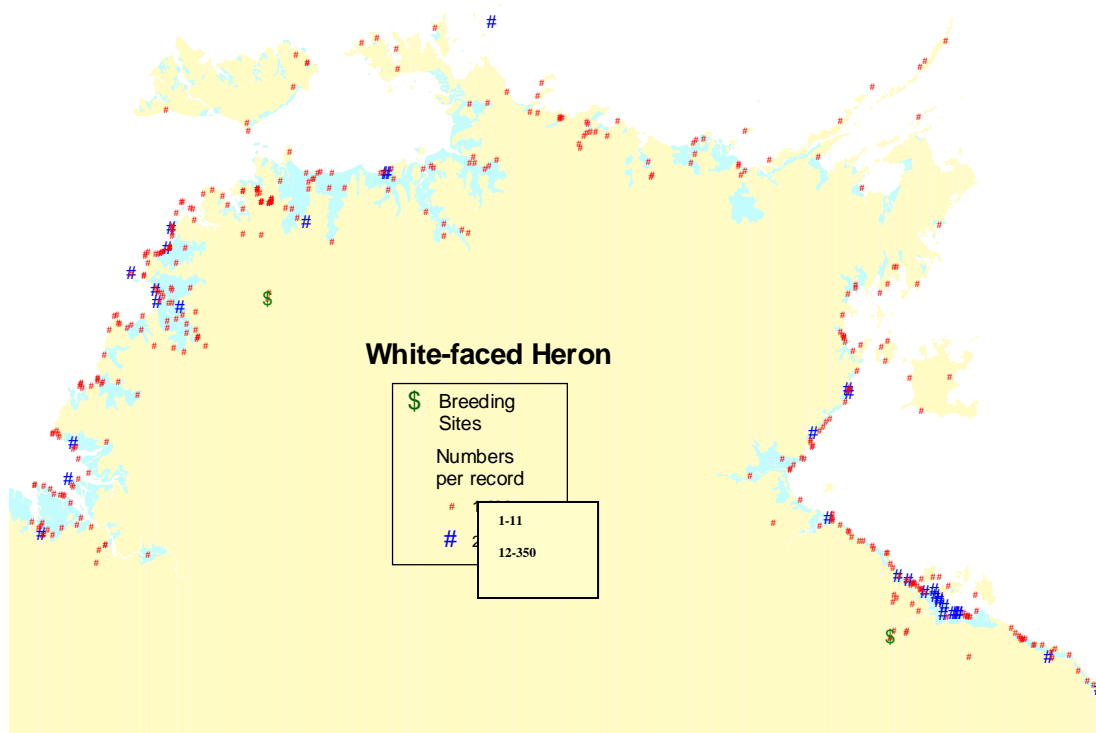 White-faced Heron
$ Breeding
Sites
Numbers
per record
#
#
1-11
12-350